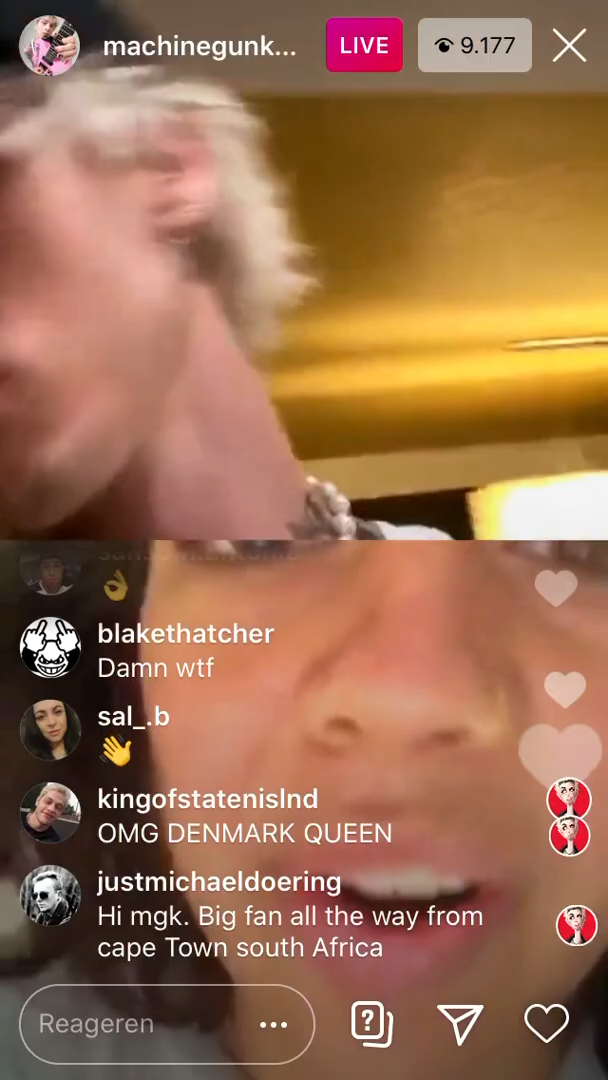 machinegunk...
LIVE
9.177
blakethatcher
Damn wtf
sal_.b
kingofstatenislnd
OMG DENMARK QUEEN
justmichaeldoering
Hi mgk. Big fan all the way from
cape Town south Africa
Reageren